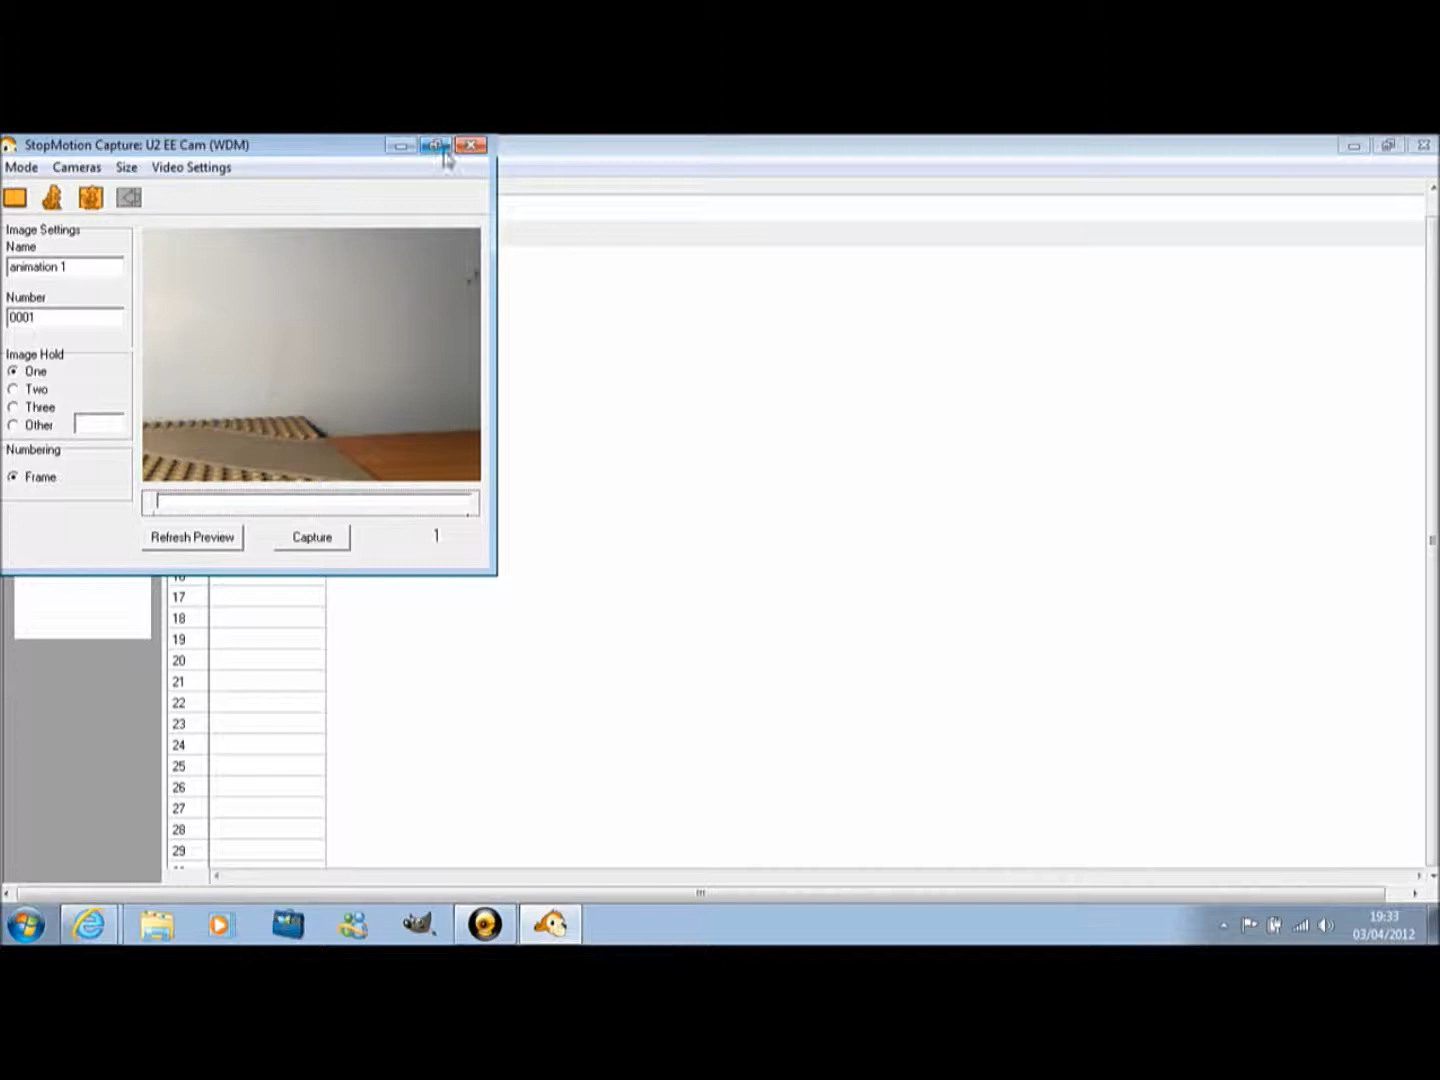 StopMotion Capture: U2 EE Cam (WDM)
Mode Cameras Size Video Settings
Image Settings
Name
animation 1
Number
0001
Image Hold
One
Two
Three
Other
Numbering
Frame
Refresh Preview Capture 1
17
18
19
20
21
22
23
24
25
26
27
28
29
19:33
03/04/2012